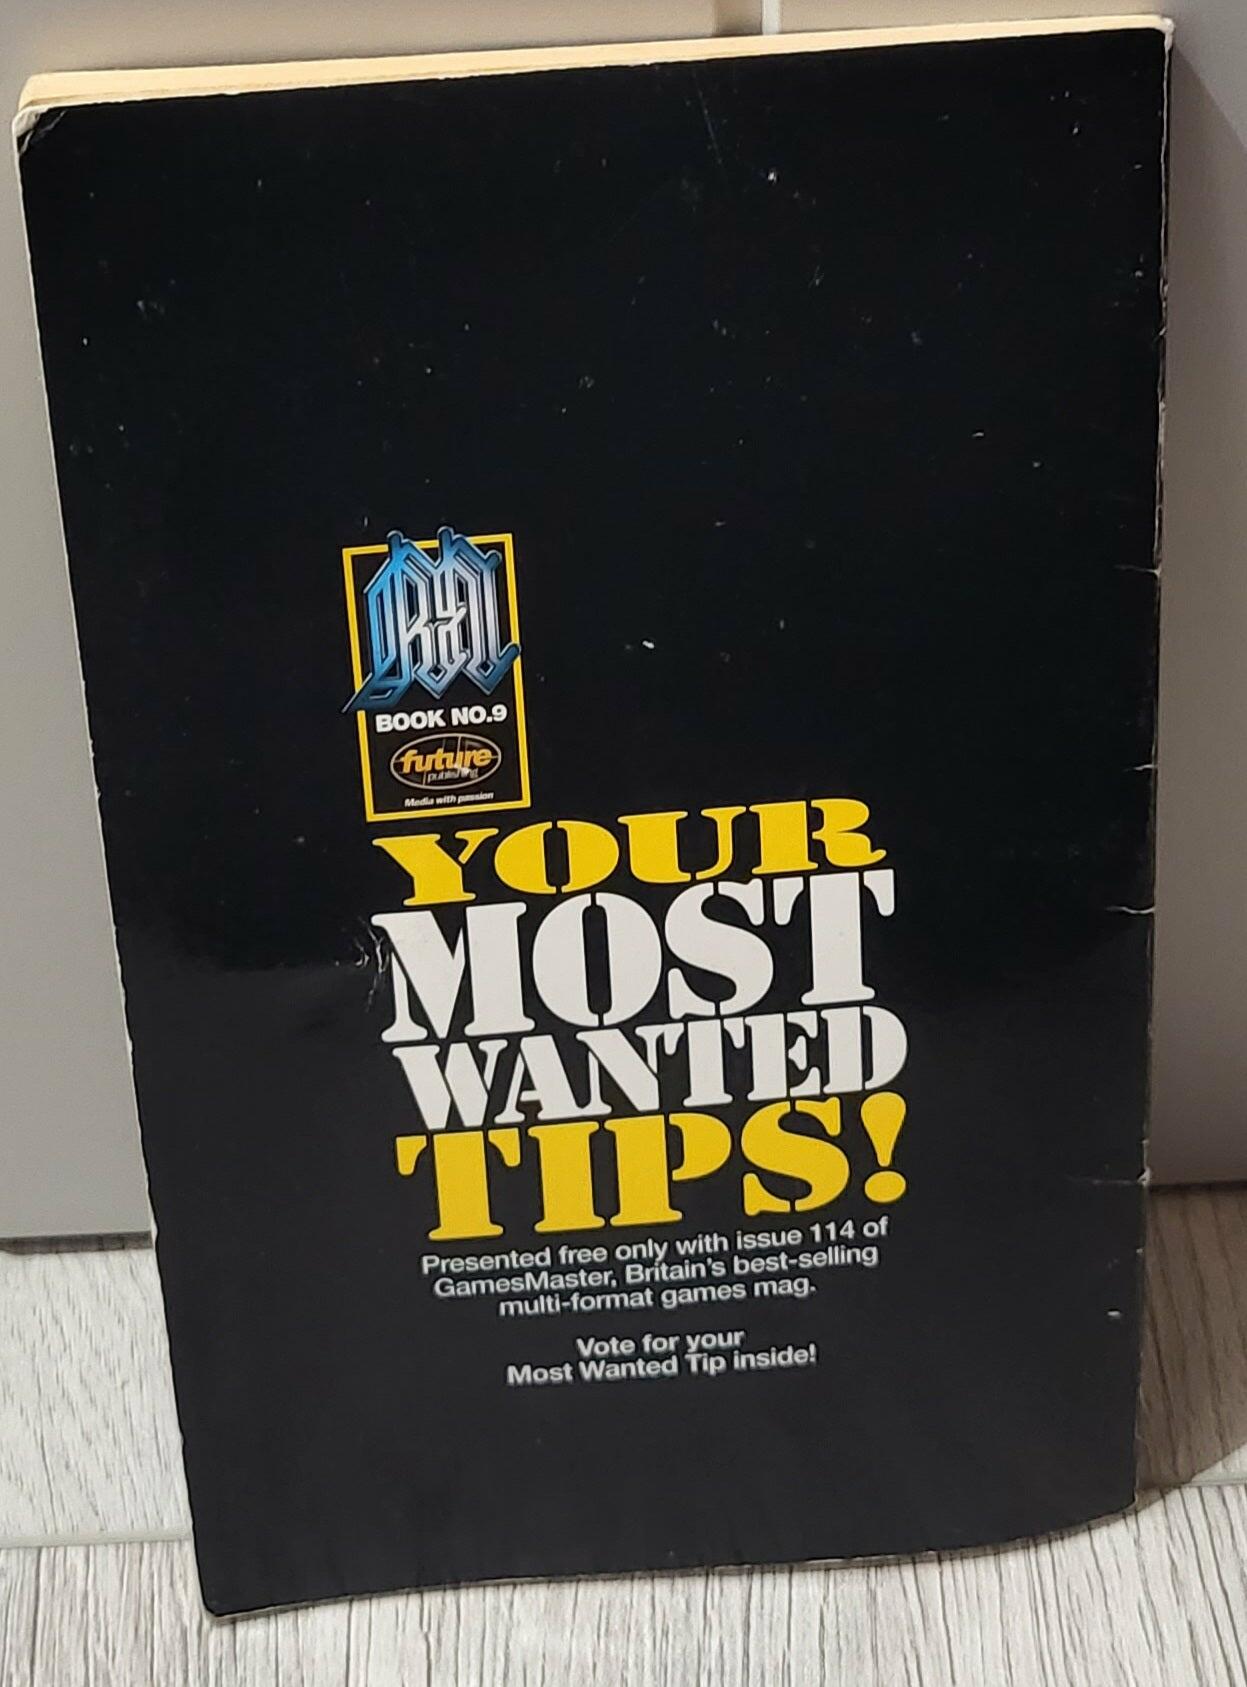 BOOK NO.9
future
publishing
Media with passion
YOUR
MOST
WANTED
TIPS!
Presented free only with issue 114 of
GamesMaster, Britain's best-selling
multi-format games mag.
Vote for your
Most Wanted Tip inside!